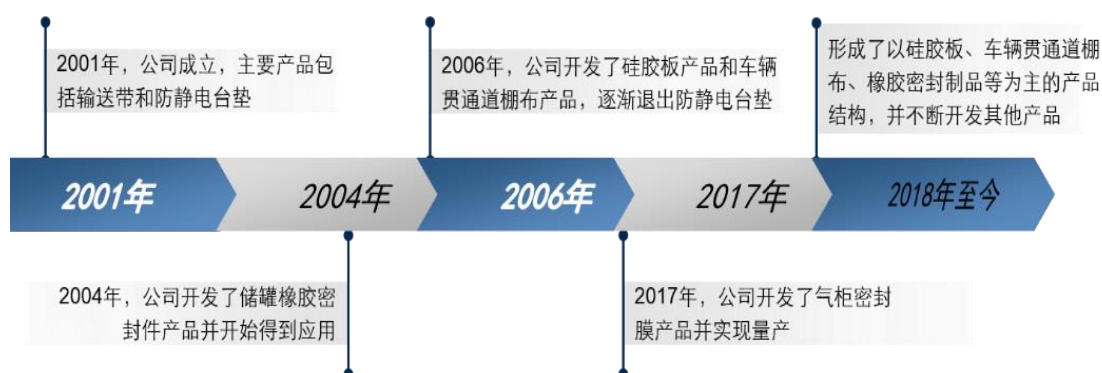 2001年，公司成立，主要产品包
括输送带和防静电台垫
2006年，公司开发了硅胶板产品和车辆
贯通道棚布产品，逐渐退出防静电台垫
形成了以硅胶板、车辆贯通道棚
布、橡胶密封制品等为主的产品
结构，并不断开发其他产品
2001年
2004年
2006年
2017年
2018年至今
2004年，公司开发了储罐橡胶密
封件产品并开始得到应用
2017年，公司开发了气柜密封
膜产品并实现量产